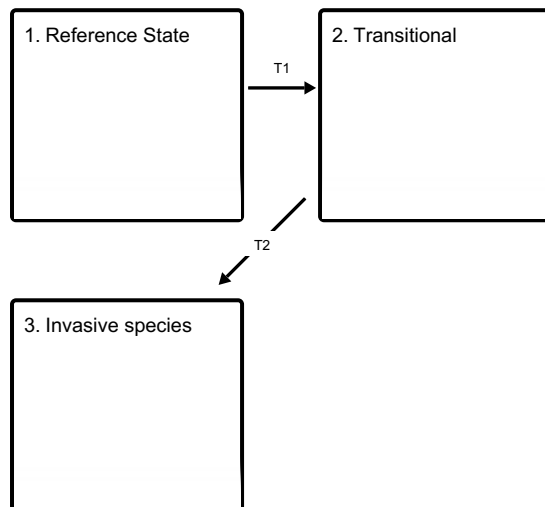 1. Reference State
T1
2. Transitional
T2
3. Invasive species